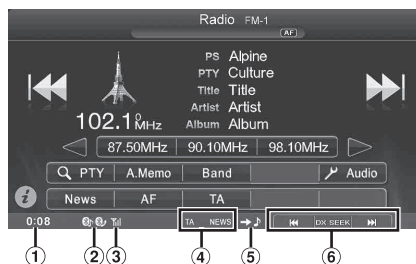 Radio FM-1
AF
PS Alpine
PTY Culture
Title Title
Artist Artist
Album Album
102.1 MHz
87.50MHz 90.10MHz 98.10MHz
PTY A.Memo Band Audio
i News AF TA
0:08 TA NEWS DX SEEK
1 2 3 4 5 6